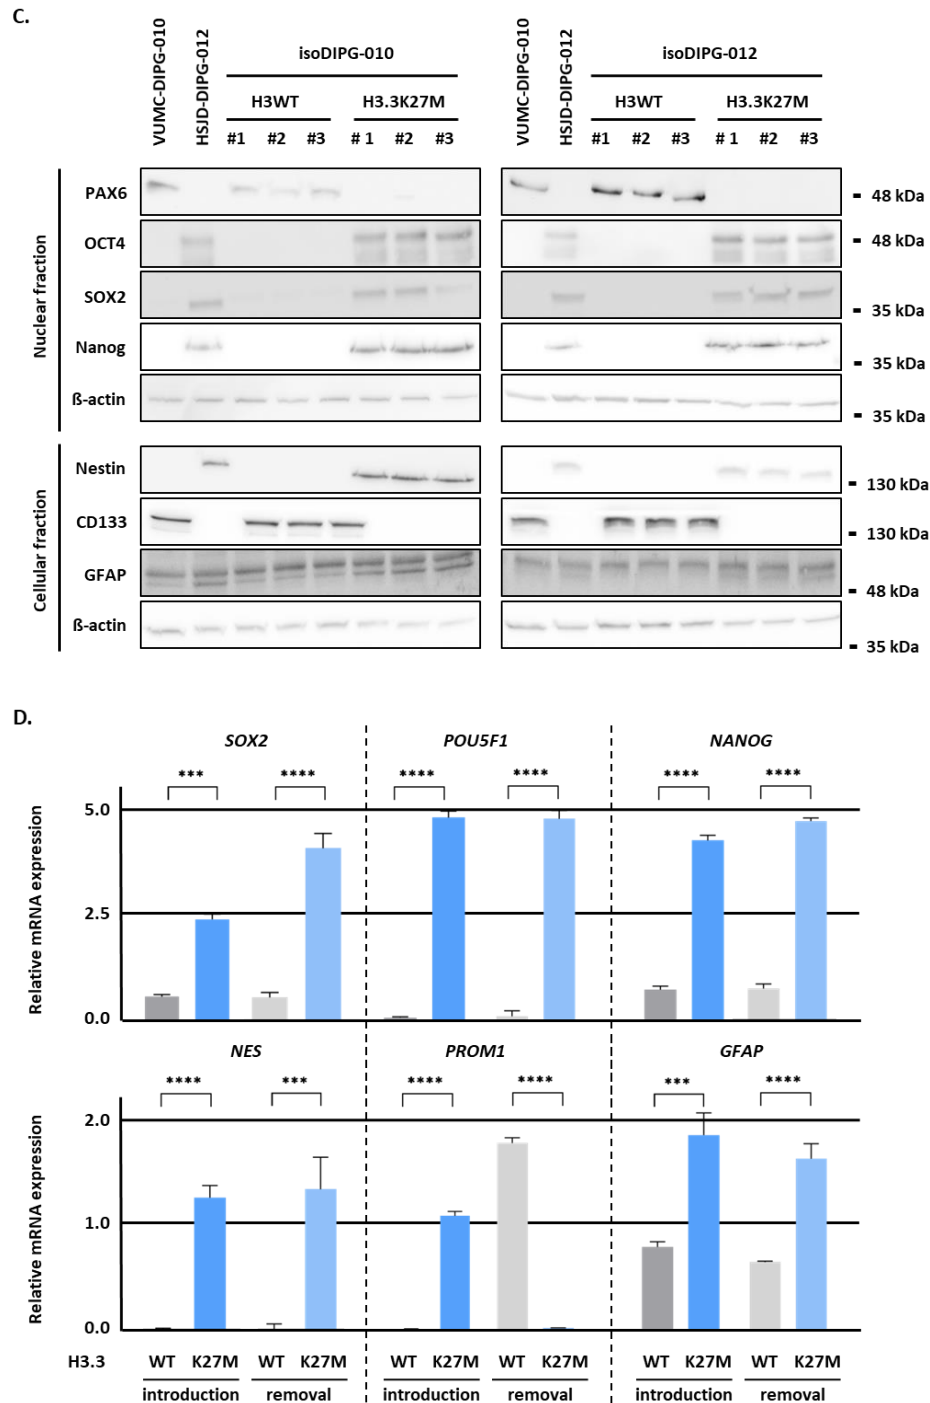 C.
VUMC-DIPG-010
HSJD-DIPG-012
isoDIPG-010
H3WT
H3.3K27M
#1
#2
#3
# 1
#2
#3
VUMC-DIPG-010
HSJD-DIPG-012
isoDIPG-012
H3WT
H3.3K27M
#1
#2
#3
# 1
#2
#3
Nuclear fraction
PAX6
48 kDa
OCT4
48 kDa
SOX2
35 kDa
Nanog
35 kDa
ß-actin
35 kDa
Cellular fraction
Nestin
130 kDa
CD133
130 kDa
GFAP
48 kDa
ß-actin
35 kDa
D.
SOX2
POU5F1
NANOG
***
****
****
****
****
****
Relative mRNA expression
5.0
2.5
0.0
NES
PROM1
GFAP
****
***
****
****
***
****
Relative mRNA expression
2.0
1.0
0.0
H3.3 WT K27M WT K27M WT K27M WT K27M WT K27M WT K27M
introduction removal introduction removal introduction removal